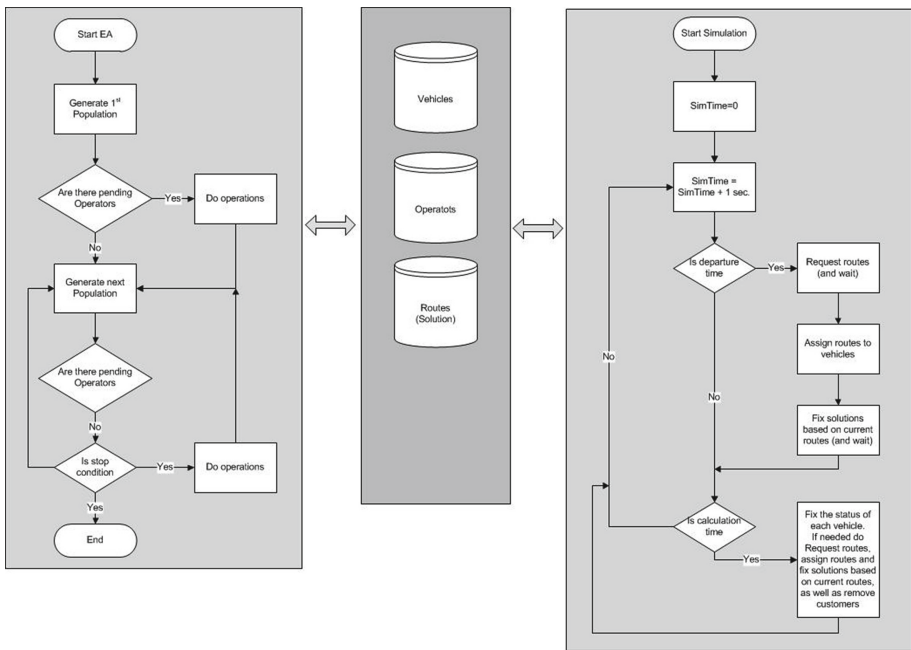 Start EA
Generate 1st
Population
Are there pending
Operators
Yes
Do operations
No
Generate next
Population
Are there pending
Operators
No
Is stop
condition
Yes
Do operations
Yes
End
Vehicles
Operatots
Routes
(Solution)
Start Simulation
SimTime=0
SimTime =
SimTime + 1 sec.
Is departure
time
Yes
Request routes
(and wait)
Assign routes to
vehicles
No
No
Fix solutions
based on current
routes (and wait)
Is calculation
time
Yes
Fix the status of
each vehicle.
If needed do
Request routes,
assign routes and
fix solutions based
on current routes,
as well as remove
customers